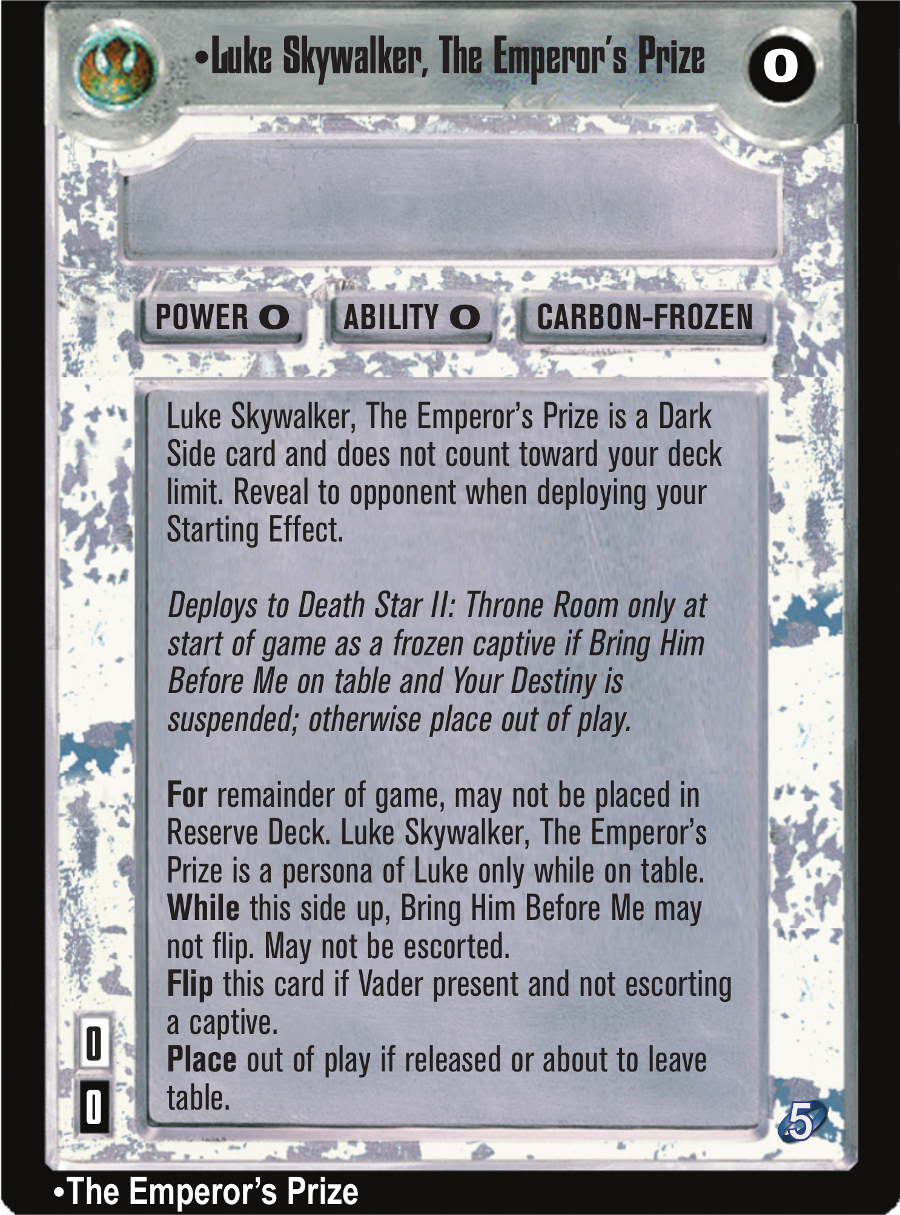 •Luke Skywalker, The Emperor's Prize
0
POWER 0
ABILITY 0
CARBON-FROZEN
Luke Skywalker, The Emperor's Prize is a Dark
Side card and does not count toward your deck
limit. Reveal to opponent when deploying your
Starting Effect.
Deploys to Death Star II: Throne Room only at
start of game as a frozen captive if Bring Him
Before Me on table and Your Destiny is
suspended; otherwise place out of play.
For remainder of game, may not be placed in
Reserve Deck. Luke Skywalker, The Emperor's
Prize is a persona of Luke only while on table.
While this side up, Bring Him Before Me may
not flip. May not be escorted.
Flip this card if Vader present and not escorting
a captive.
Place out of play if released or about to leave
table.
0
0
5
•The Emperor's Prize